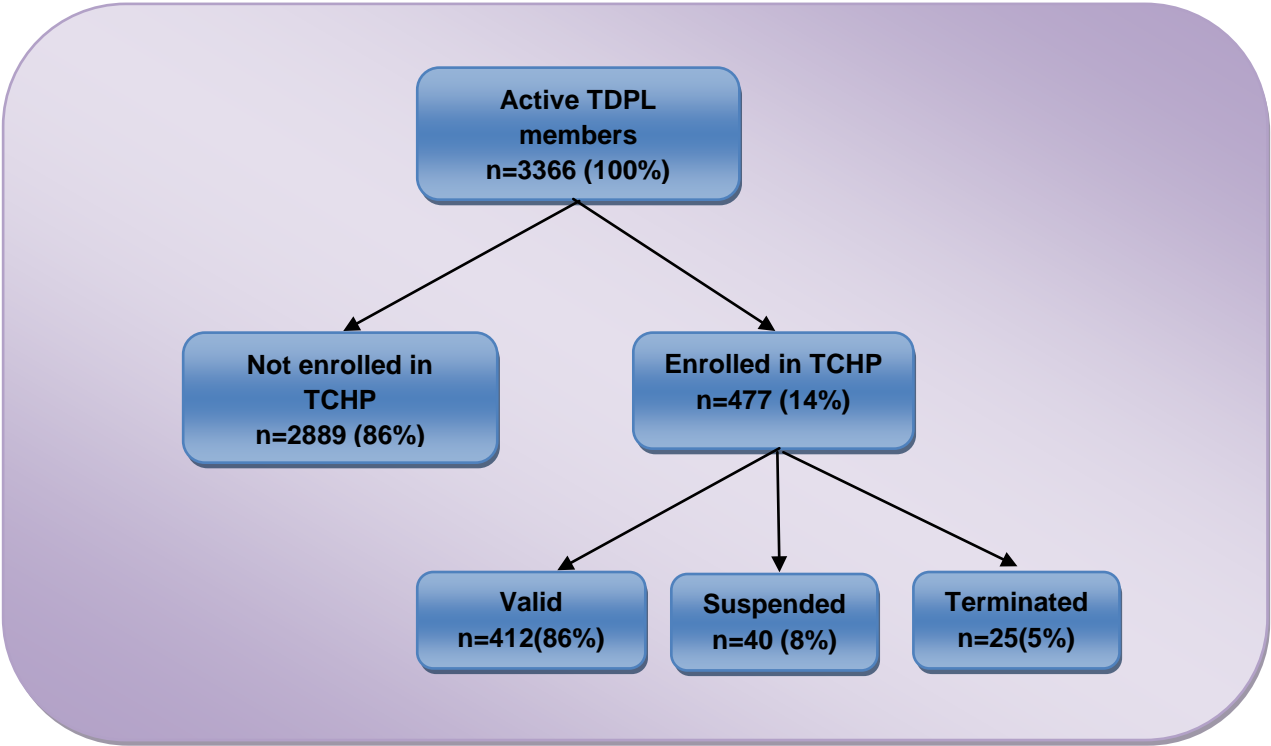 Active TDPL
members
n=3366 (100%)
Not enrolled in
TCHP
n=2889 (86%)
Enrolled in TCHP
n=477 (14%)
Valid
n=412(86%)
Suspended
n=40 (8%)
Terminated
n=25(5%)